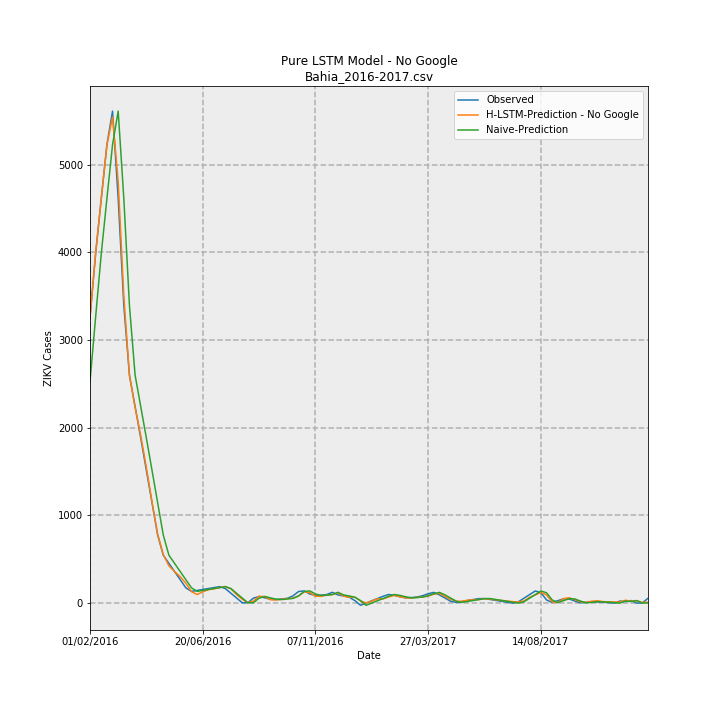 Pure LSTM Model - No Google
Bahia_2016-2017.csv
Observed
H-LSTM-Prediction - No Google
Naive-Prediction
5000
4000
3000
2000
1000
0
ZIKV Cases
01/02/2016
20/06/2016
07/11/2016
27/03/2017
14/08/2017
Date